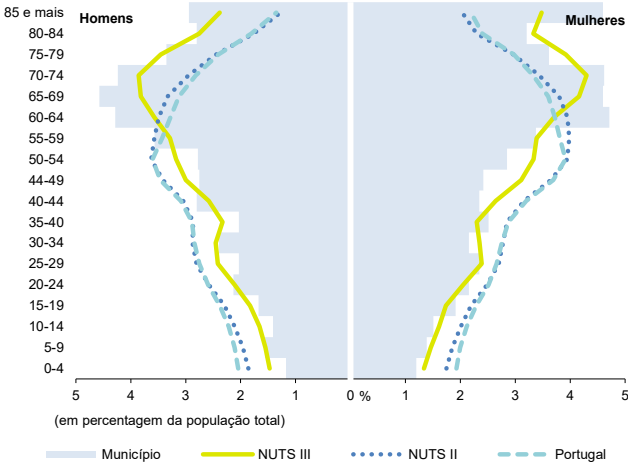 85 e mais
Homens
Mulheres
80-84
75-79
70-74
65-69
60-64
55-59
50-54
44-49
40-44
35-40
30-34
25-29
20-24
15-19
10-14
5-9
0-4
5 4 3 2 1 0 % 1 2 3 4 5
(em percentagem da população total)
Município NUTS III NUTS II Portugal